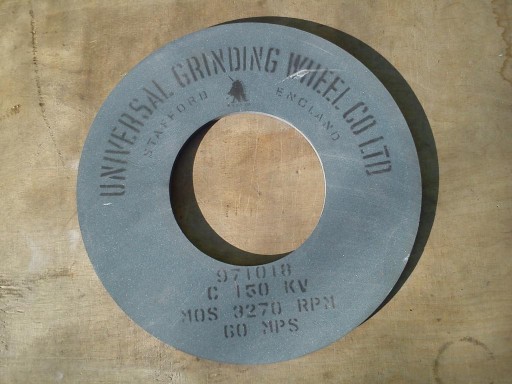 UNIVERSAL GRINDING WHEEL CO LTD
STAFFORD ENGLAND
971018
C 150 KV
MOS 3270 RPM
60 MPS